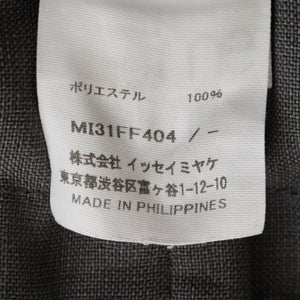 ポリエステル 100%
MI31FF404 / –
株式会社 イッセイミヤケ
東京都渋谷区富ヶ谷1-12-10
MADE IN PHILIPPINES